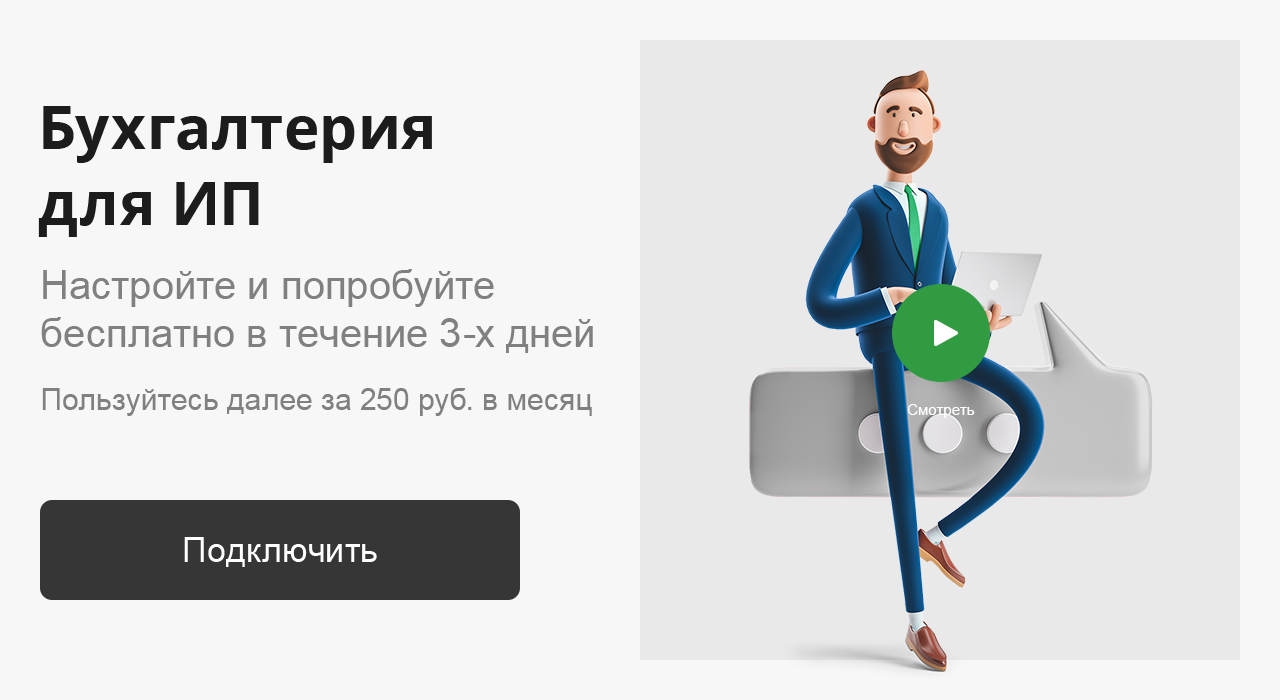 Бухгалтерия
для ИП
Настройте и попробуйте
бесплатно в течение 3-х дней
Пользуйтесь далее за 250 руб. в месяц
Подключить
Смотреть